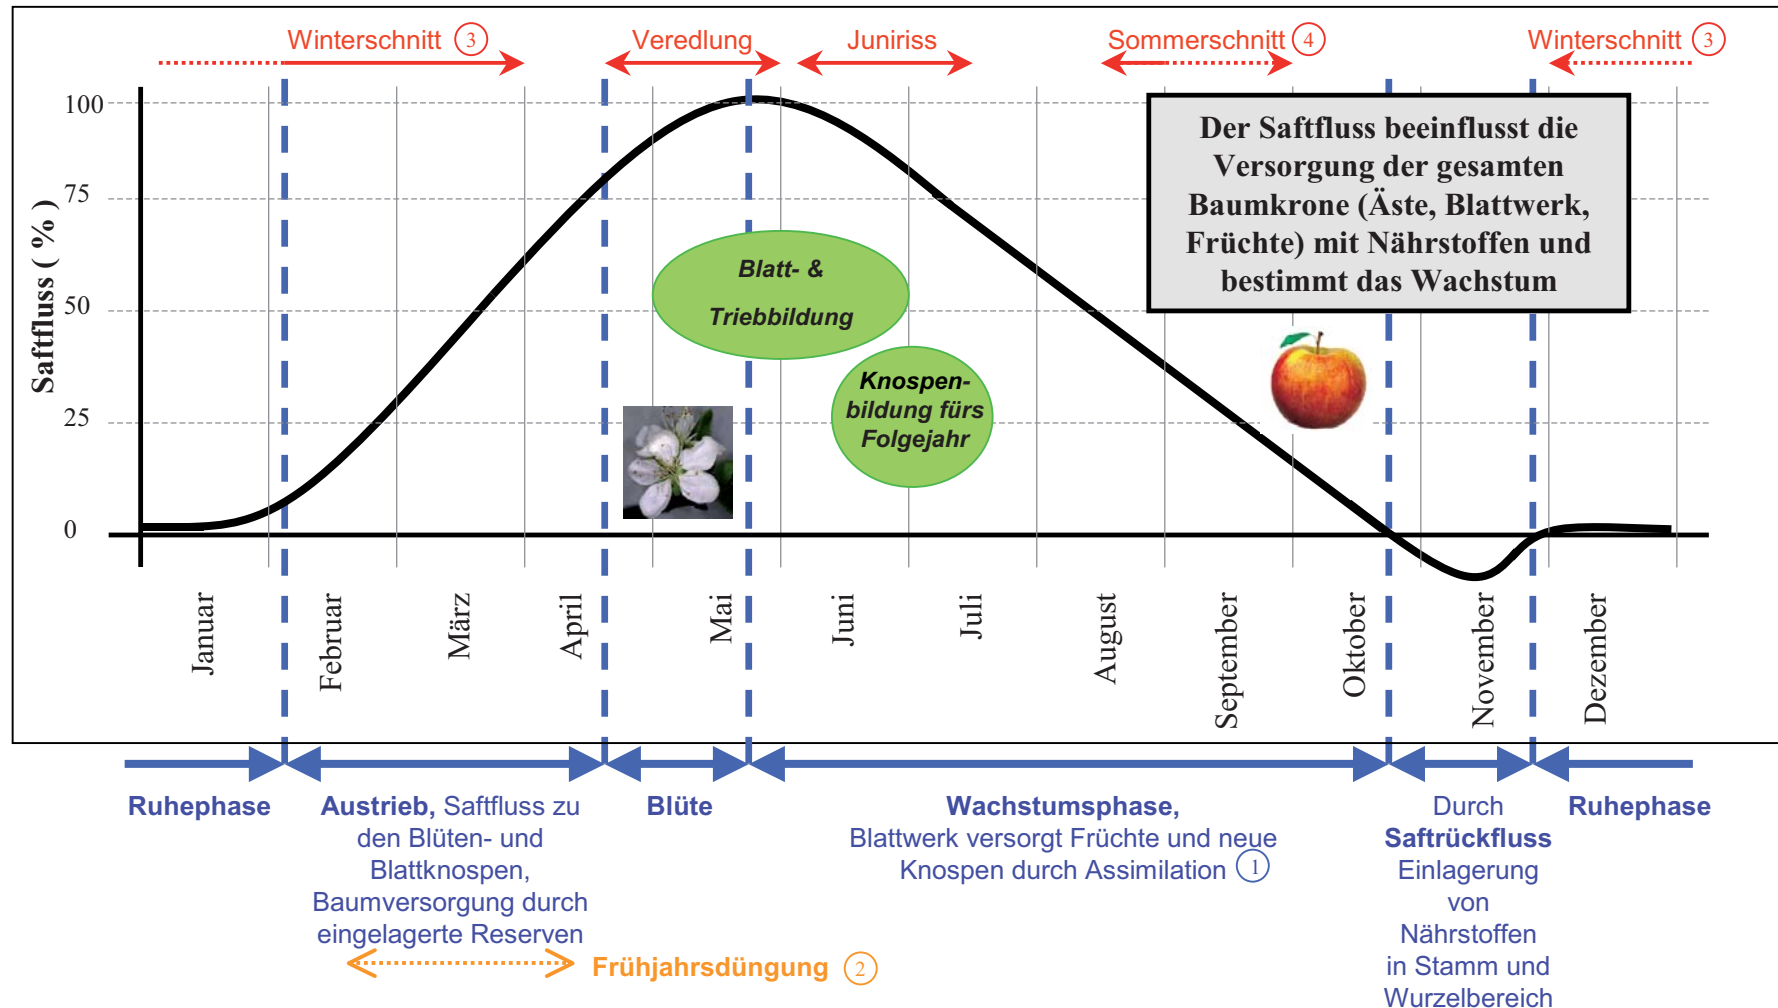 Winterschnitt 3
Veredlung
Juniriss
Sommerschnitt 4
Winterschnitt 3
Saftfluss ( % )
100
75
50
25
0
Der Saftfluss beeinflusst die
Versorgung der gesamten
Baumkrone (Äste, Blattwerk,
Früchte) mit Nährstoffen und
bestimmt das Wachstum
Blatt- &
Triebbildung
Knospen-
bildung fürs
Folgejahr
Januar
Februar
März
April
Mai
Juni
Juli
August
September
Oktober
November
Dezember
Ruhephase
Austrieb, Saftfluss zu
den Blüten- und
Blattknospen,
Baumversorgung durch
eingelagerte Reserven
Blüte
Wachstumsphase,
Blattwerk versorgt Früchte und neue
Knospen durch Assimilation 1
Durch
Saftrückfluss
Einlagerung
von
Nährstoffen
in Stamm und
Wurzelbereich
Ruhephase
Frühjahrsdüngung 2